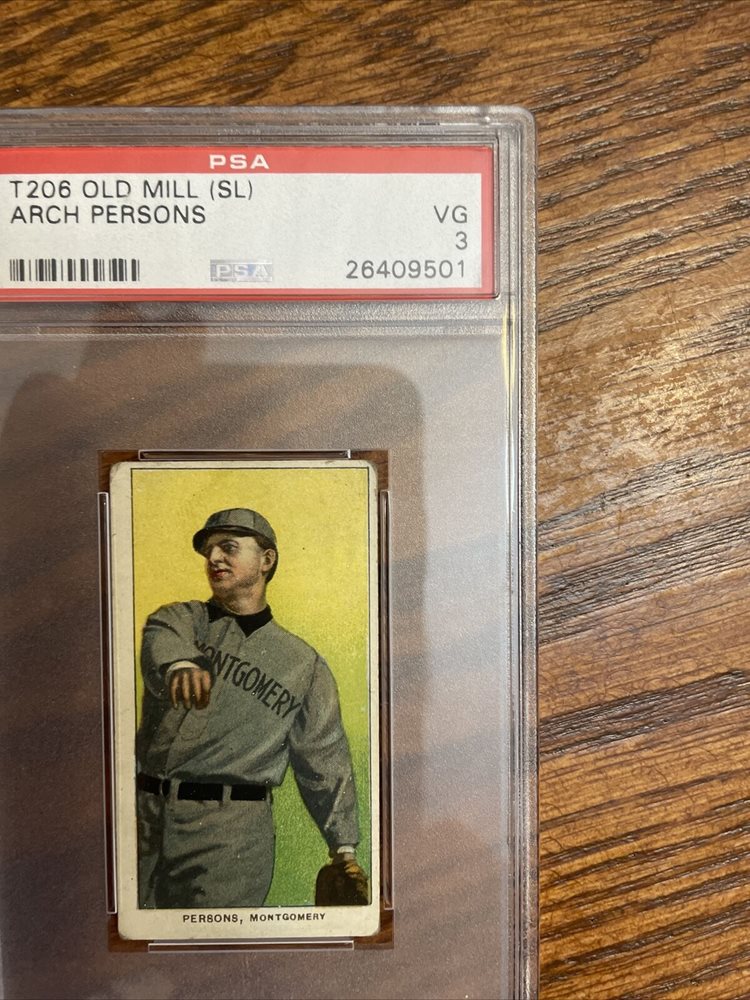 PSA
T206 OLD MILL (SL)
ARCH PERSONS
VG
3
PSA
26409501
MONTGOMERY
PERSONS, MONTGOMERY